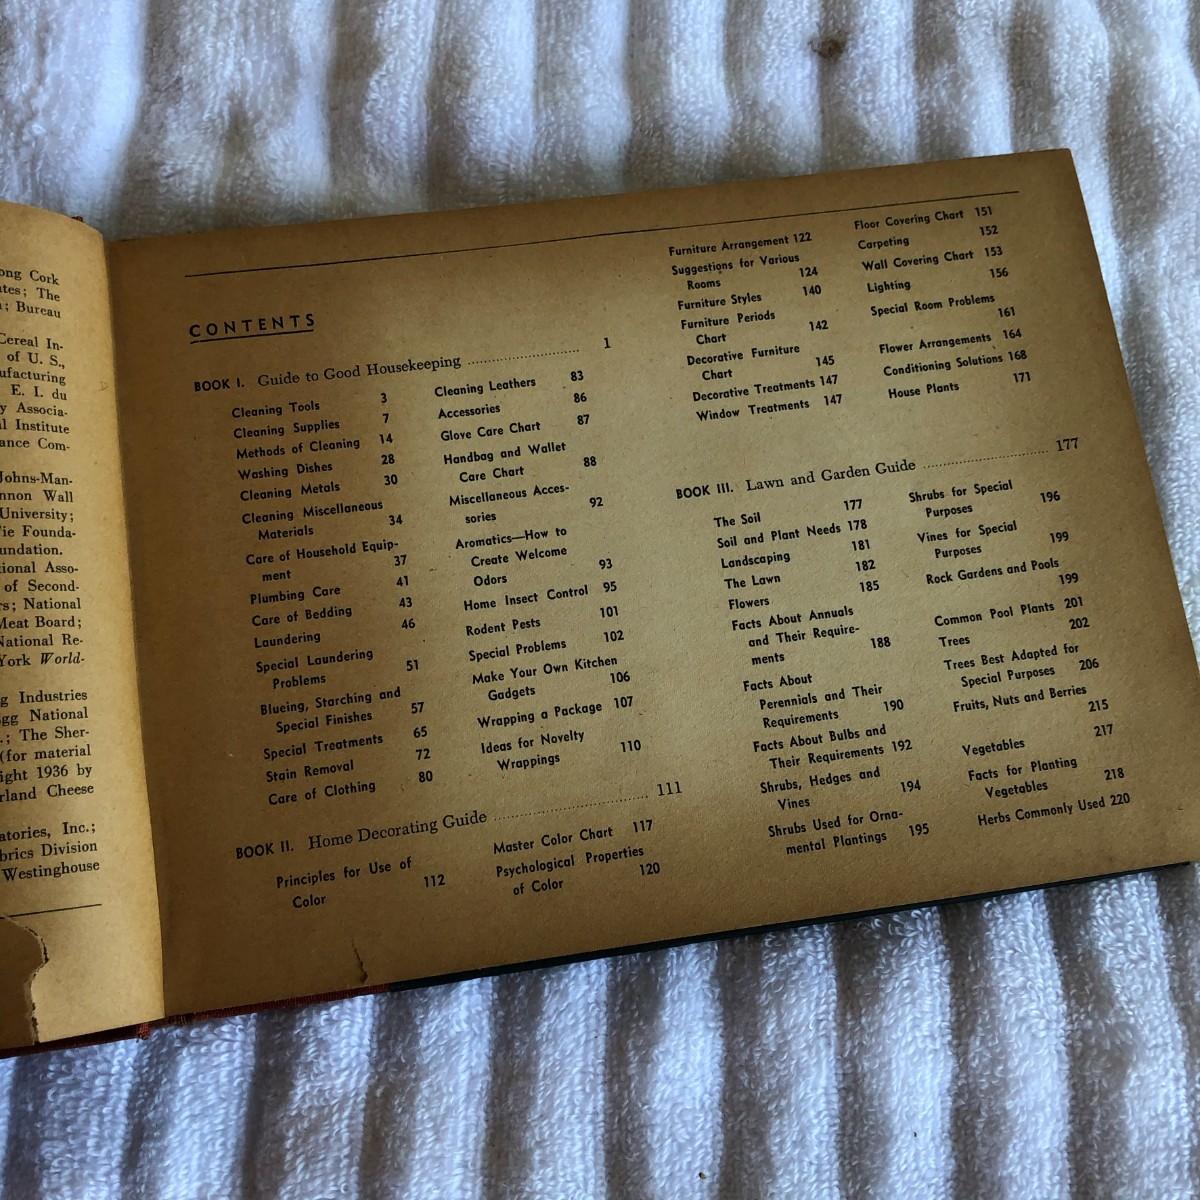 ong Cork
tes; The
; Bureau
Cereal In-
of U. S.,
ufacturing
E. I. du
y Associa-
l Institute
ance Com-
Johns-Man-
nnon Wall
University;
ie Founda-
undation.
tional Asso-
of Second-
rs; National
Meat Board;
National Re-
York World-
g Industries
gg National
.; The Sher-
(for material
ight 1936 by
rland Cheese
atories, Inc.;
brics Division
Westinghouse
CONTENTS
BOOK I. Guide to Good Housekeeping .......................... 1
Cleaning Tools 3
Cleaning Supplies 7
Methods of Cleaning 14
Washing Dishes 28
Cleaning Metals 30
Cleaning Miscellaneous
Materials 34
Care of Household Equip-
ment 37
Plumbing Care 41
Care of Bedding 43
Laundering 46
Special Laundering
Problems 51
Blueing, Starching and
Special Finishes 57
Special Treatments 65
Stain Removal 72
Care of Clothing 80
Cleaning Leathers 83
Accessories 86
Glove Care Chart 87
Handbag and Wallet
Care Chart 88
Miscellaneous Acces-
sories 92
Aromatics—How to
Create Welcome
Odors 93
Home Insect Control 95
Rodent Pests 101
Special Problems 102
Make Your Own Kitchen
Gadgets 106
Wrapping a Package 107
Ideas for Novelty
Wrappings 110
BOOK II. Home Decorating Guide ................................... 111
Principles for Use of
Color 112
Master Color Chart 117
Psychological Properties
of Color 120
Furniture Arrangement 122
Suggestions for Various
Rooms 124
Furniture Styles 140
Furniture Periods
Chart 142
Decorative Furniture
Chart 145
Decorative Treatments 147
Window Treatments 147
Floor Covering Chart 151
Carpeting 152
Wall Covering Chart 153
Lighting 156
Special Room Problems
161
Flower Arrangements 164
Conditioning Solutions 168
House Plants 171
BOOK III. Lawn and Garden Guide ............................ 177
The Soil 177
Soil and Plant Needs 178
Landscaping 181
The Lawn 182
Flowers 185
Facts About Annuals
and Their Require-
ments 188
Facts About
Perennials and Their
Requirements 190
Facts About Bulbs and
Their Requirements 192
Shrubs, Hedges and
Vines 194
Shrubs Used for Orna-
mental Plantings 195
Shrubs for Special
Purposes 196
Vines for Special
Purposes 199
Rock Gardens and Pools
199
Common Pool Plants 201
Trees 202
Trees Best Adapted for
Special Purposes 206
Fruits, Nuts and Berries
215
Vegetables 217
Facts for Planting
Vegetables 218
Herbs Commonly Used 220